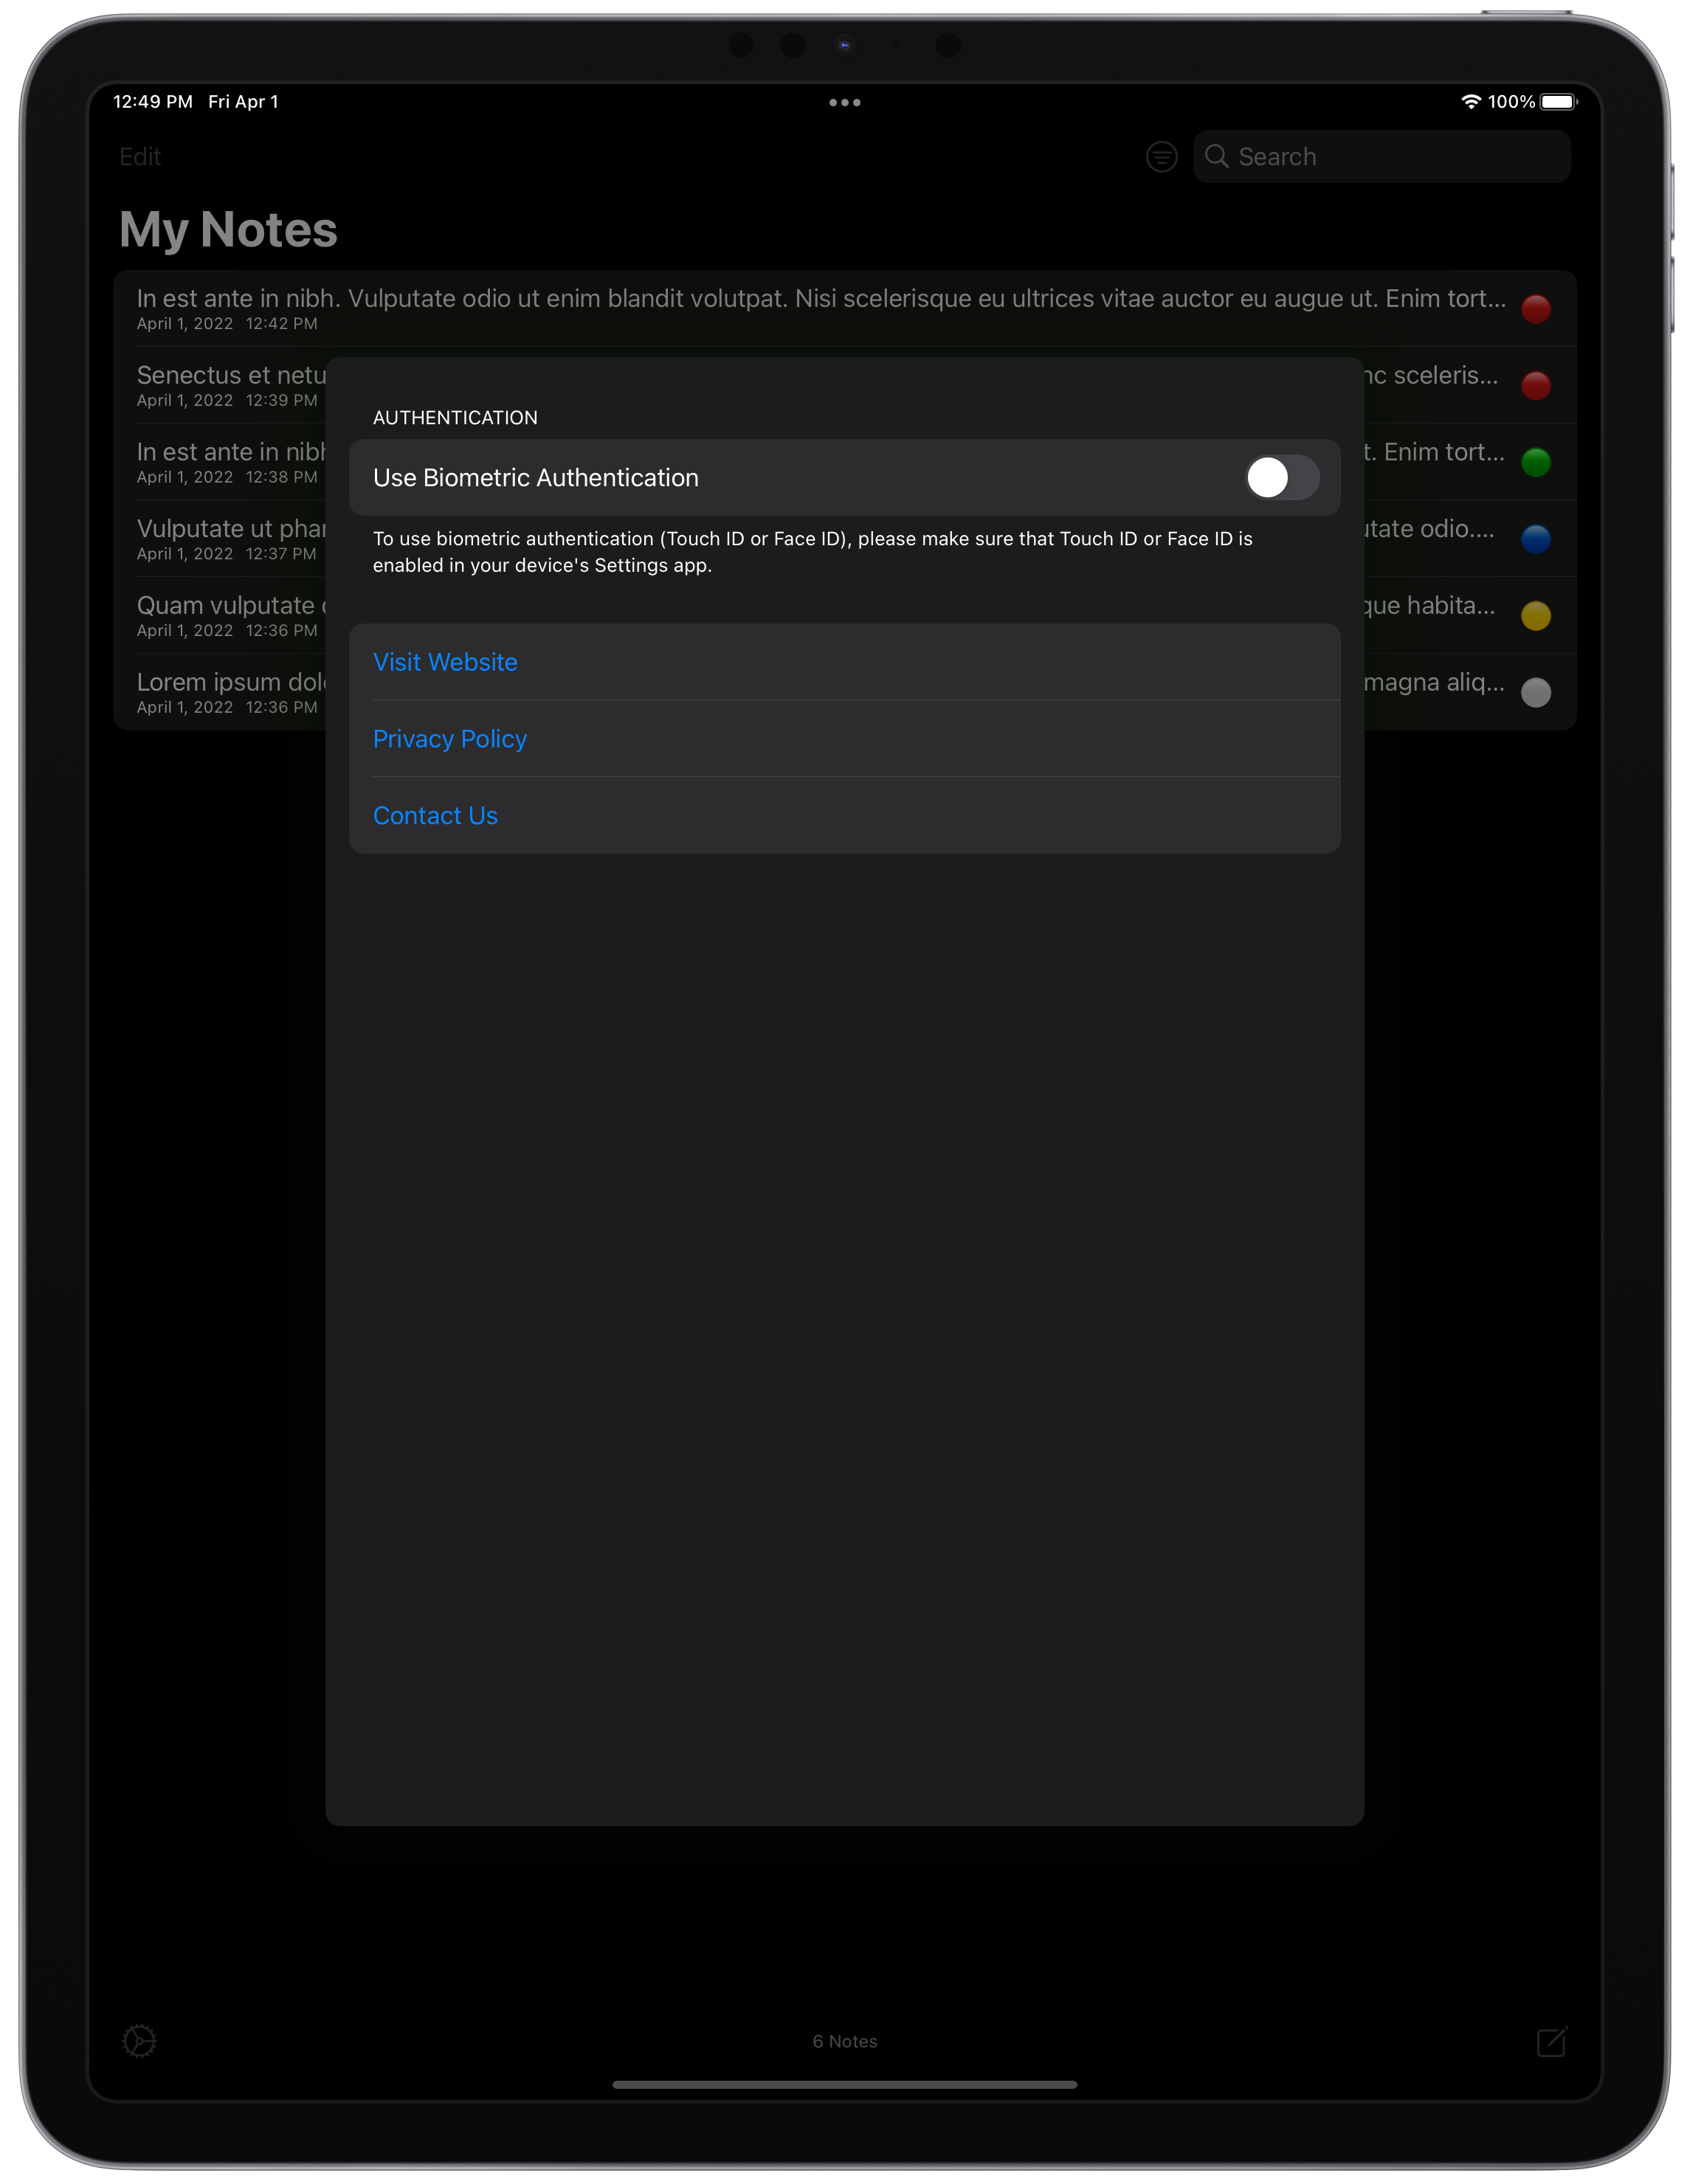 12:49 PM Fri Apr 1
100%
Edit
Search
My Notes
In est ante in nibh. Vulputate odio ut enim blandit volutpat. Nisi scelerisque eu ultrices vitae auctor eu augue ut. Enim tort...
April 1, 2022 12:42 PM
Senectus et netu
nc sceleris...
April 1, 2022 12:39 PM
In est ante in nibh
t. Enim tort...
April 1, 2022 12:38 PM
Vulputate ut phar
utate odio....
April 1, 2022 12:37 PM
Quam vulputate
que habita...
April 1, 2022 12:36 PM
Lorem ipsum dol
magna aliq...
April 1, 2022 12:36 PM
AUTHENTICATION
Use Biometric Authentication
To use biometric authentication (Touch ID or Face ID), please make sure that Touch ID or Face ID is
enabled in your device's Settings app.
Visit Website
Privacy Policy
Contact Us
6 Notes